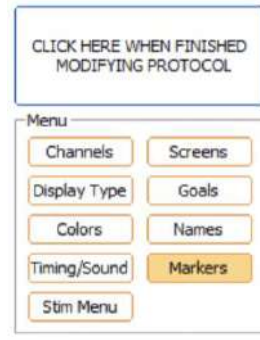 CLICK HERE WHEN FINISHED
MODIFYING PROTOCOL
Menu
Channels Screens
Display Type Goals
Colors Names
Timing/Sound Markers
Stim Menu